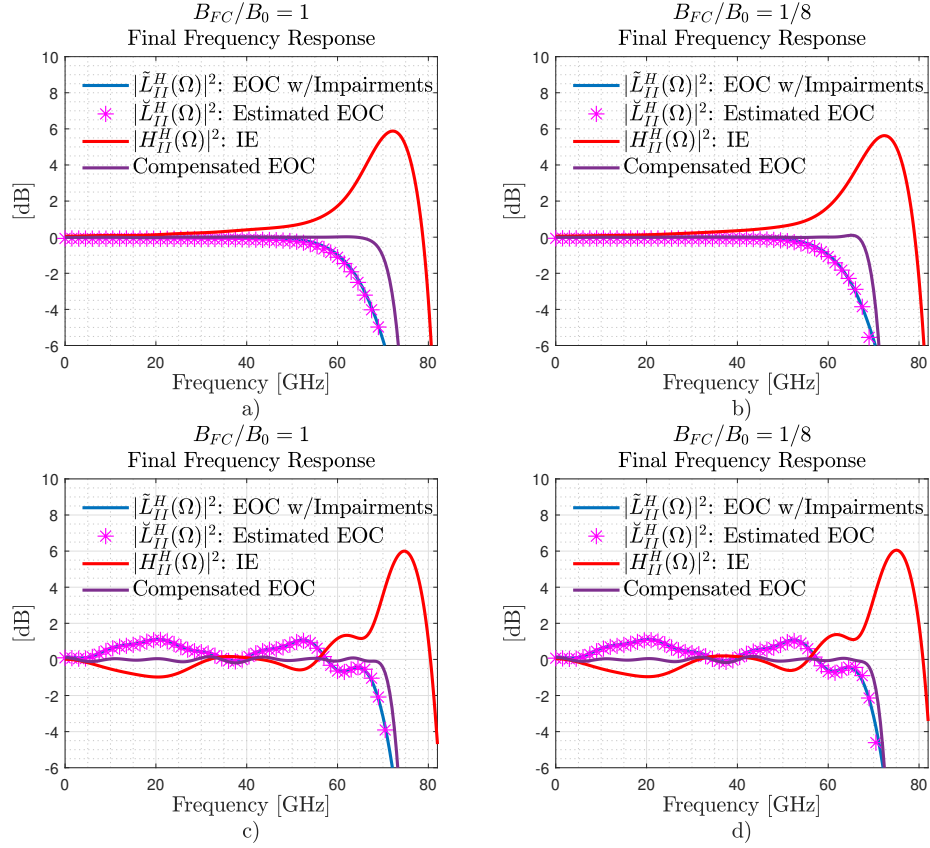 B_{FC}/B_0 = 1
Final Frequency Response
10
8
6
4
2
0
-2
-4
-6
[dB]
|L̃^H_{II}(Ω)|²: EOC w/Impairments
|L̆^H_{II}(Ω)|²: Estimated EOC
|H^H_{II}(Ω)|²: IE
Compensated EOC
0 20 40 60 80
Frequency [GHz]
a)
B_{FC}/B_0 = 1/8
Final Frequency Response
10
8
6
4
2
0
-2
-4
-6
[dB]
|L̃^H_{II}(Ω)|²: EOC w/Impairments
|L̆^H_{II}(Ω)|²: Estimated EOC
|H^H_{II}(Ω)|²: IE
Compensated EOC
0 20 40 60 80
Frequency [GHz]
b)
B_{FC}/B_0 = 1
Final Frequency Response
10
8
6
4
2
0
-2
-4
-6
[dB]
|L̃^H_{II}(Ω)|²: EOC w/Impairments
|L̆^H_{II}(Ω)|²: Estimated EOC
|H^H_{II}(Ω)|²: IE
Compensated EOC
0 20 40 60 80
Frequency [GHz]
c)
B_{FC}/B_0 = 1/8
Final Frequency Response
10
8
6
4
2
0
-2
-4
-6
[dB]
|L̃^H_{II}(Ω)|²: EOC w/Impairments
|L̆^H_{II}(Ω)|²: Estimated EOC
|H^H_{II}(Ω)|²: IE
Compensated EOC
0 20 40 60 80
Frequency [GHz]
d)